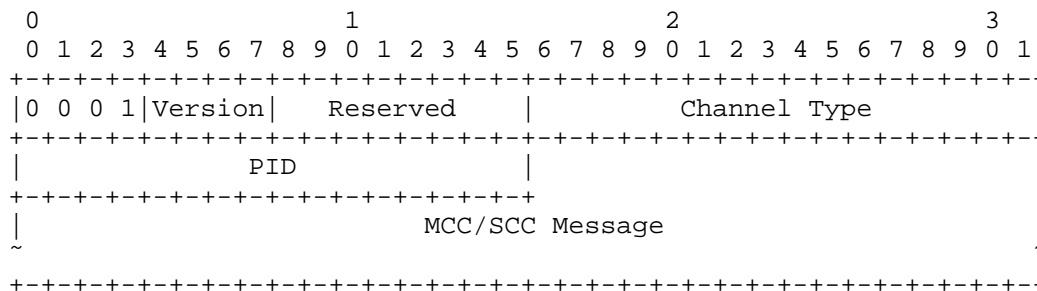 0                   1                   2                   3
0 1 2 3 4 5 6 7 8 9 0 1 2 3 4 5 6 7 8 9 0 1 2 3 4 5 6 7 8 9 0 1
+-+-+-+-+-+-+-+-+-+-+-+-+-+-+-+-+-+-+-+-+-+-+-+-+-+-+-+-+-+-+-+-
|0 0 0 1|Version|   Reserved    |         Channel Type
+-+-+-+-+-+-+-+-+-+-+-+-+-+-+-+-+-+-+-+-+-+-+-+-+-+-+-+-+-+-+-+-
|              PID              |
+-+-+-+-+-+-+-+-+-+-+-+-+-+-+-+-+
|                         MCC/SCC Message
~                                                               ~
+-+-+-+-+-+-+-+-+-+-+-+-+-+-+-+-+-+-+-+-+-+-+-+-+-+-+-+-+-+-+-+-